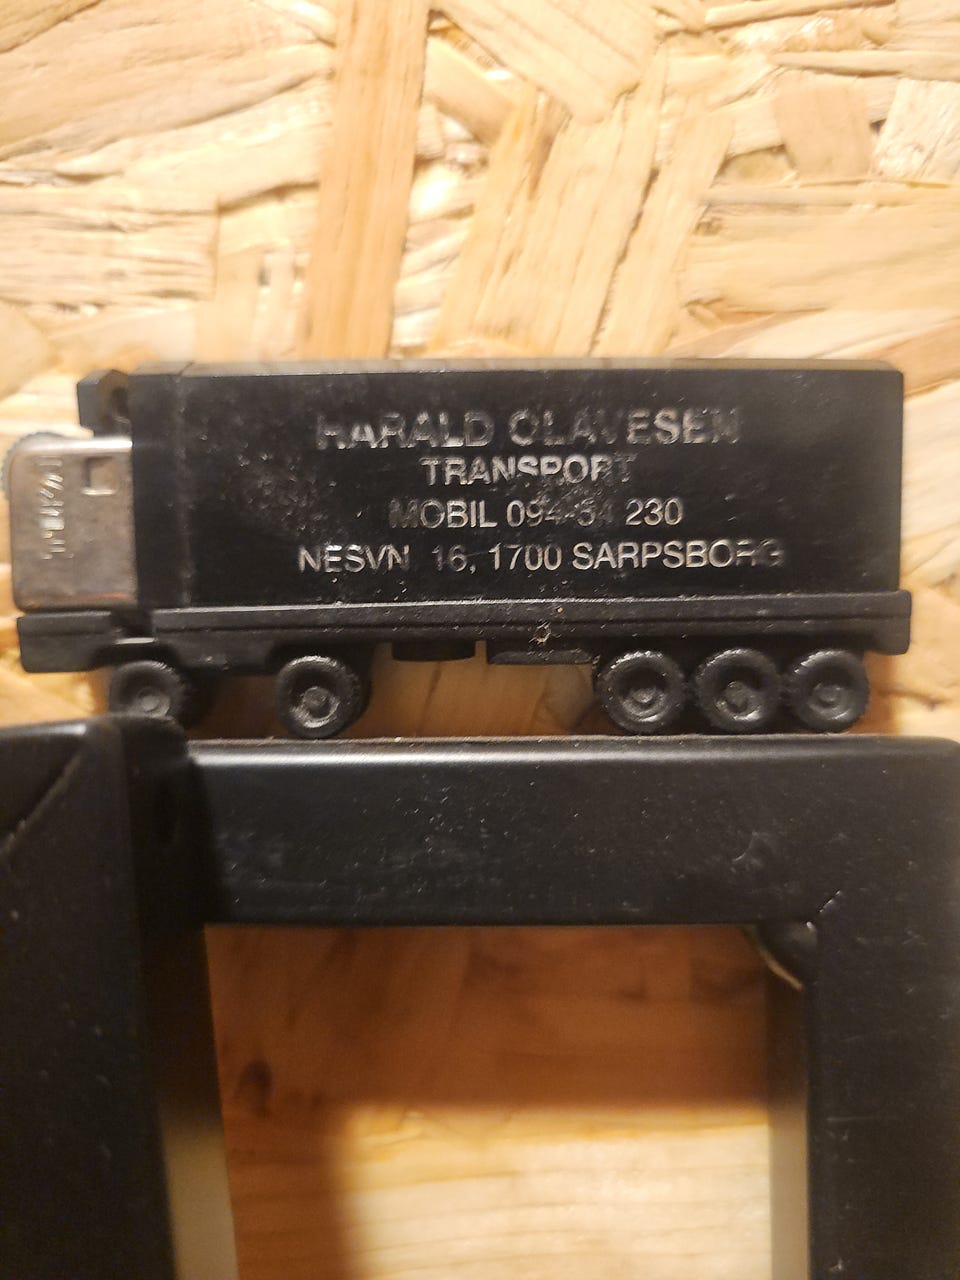 HARALD OLAVESEN
TRANSPORT
MOBIL 094-54 230
NESVN 16, 1700 SARPSBORG